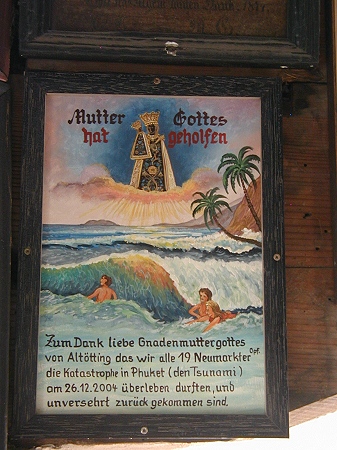 Mutter Gottes
hat geholfen
Zum Dank liebe Gnadenmuttergottes
von Altötting das wir alle 19 Neumarkter Opf.
die Katastrophe in Phuket (den Tsunami)
am 26.12.2004 überleben durften, und
unversehrt zurück gekommen sind.